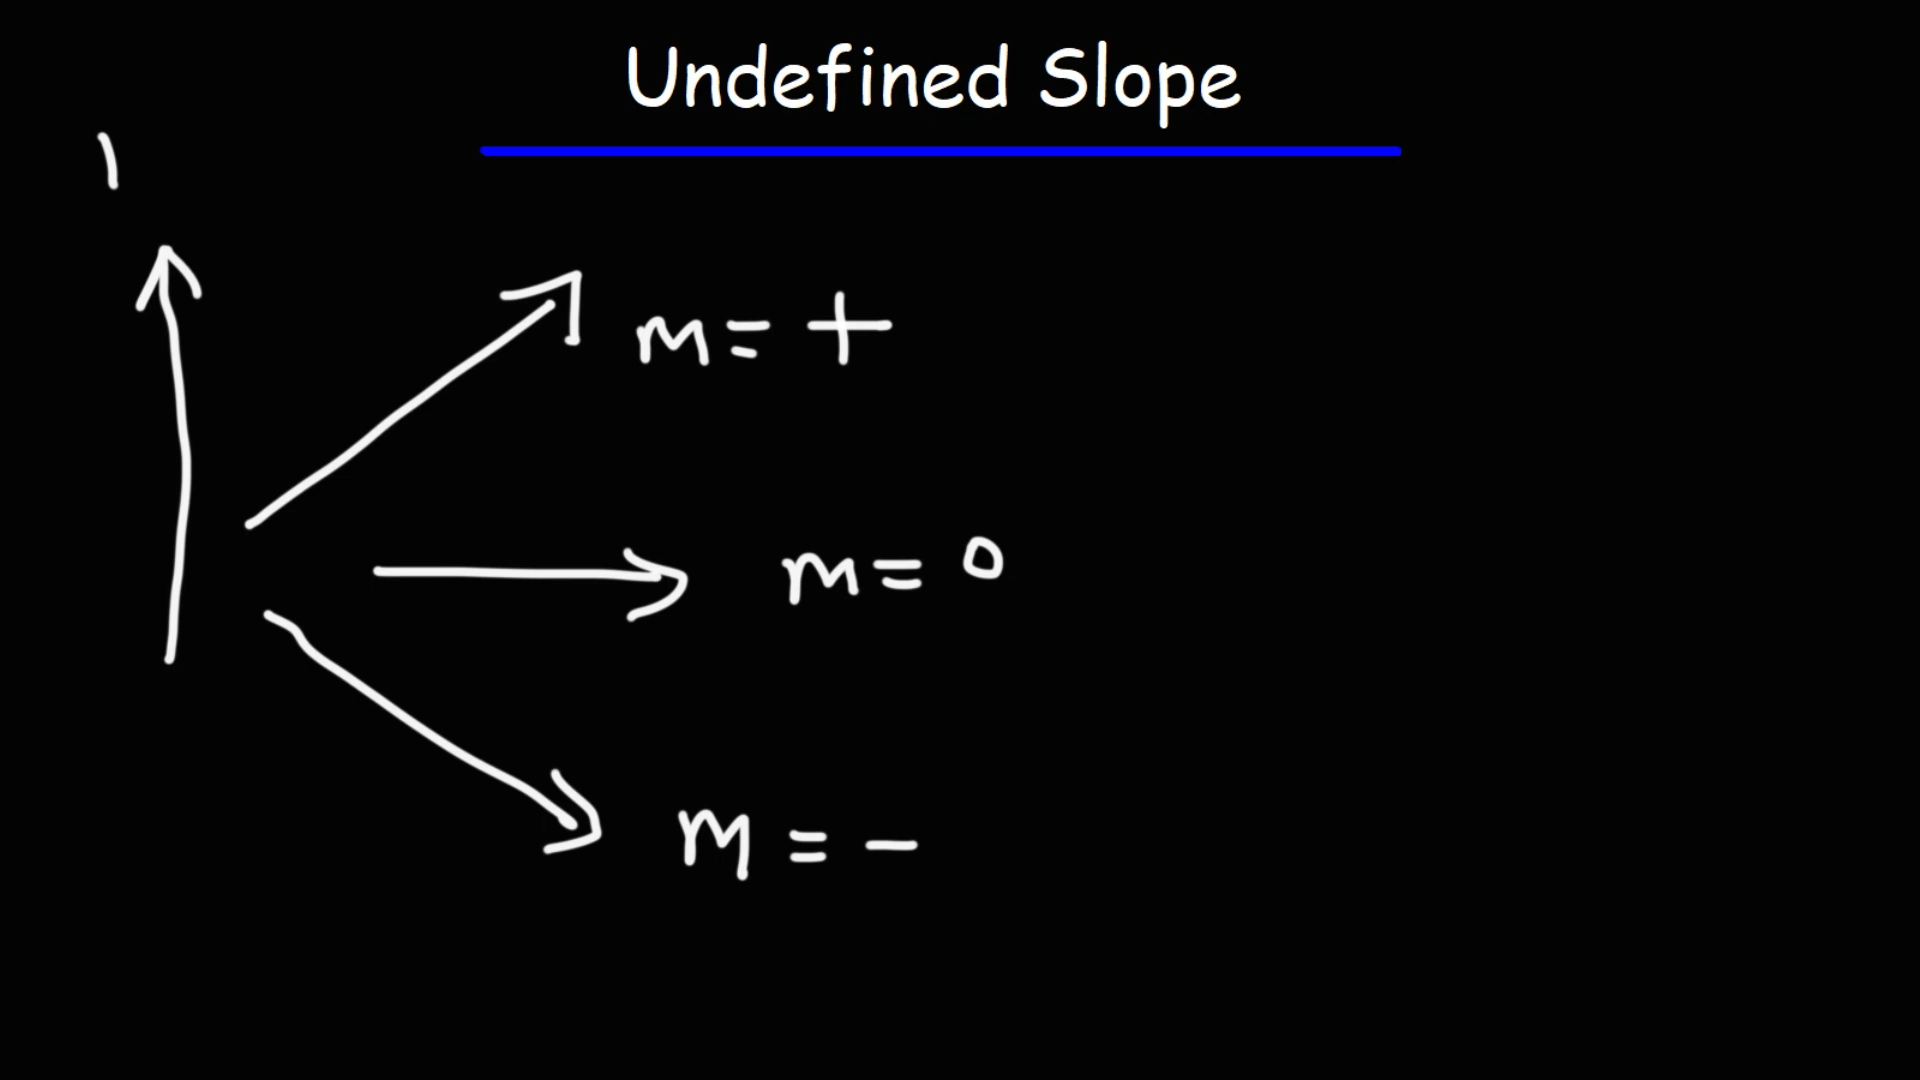 Undefined Slope
m = +
m = 0
m = -